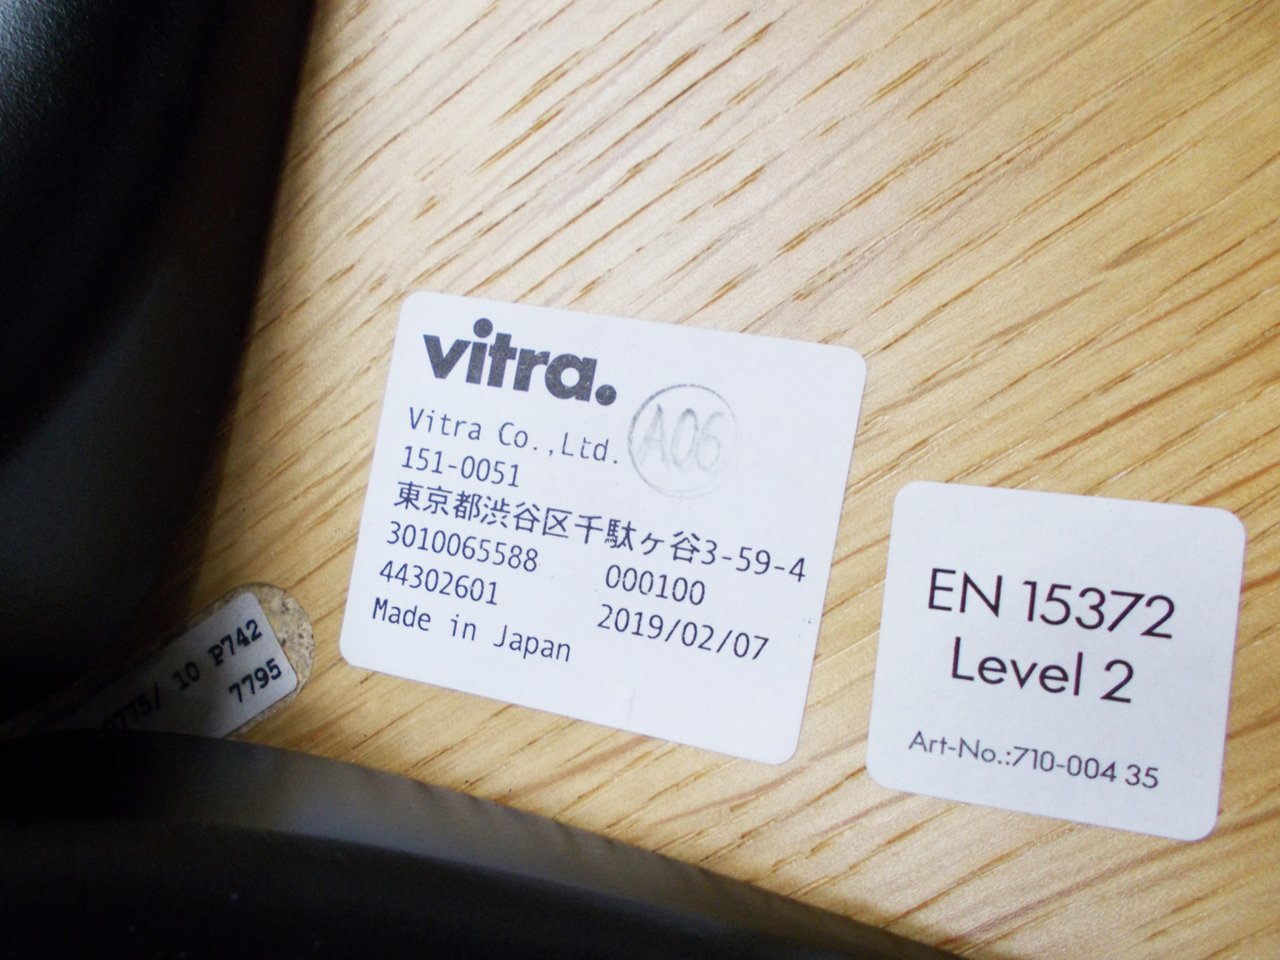 vitra.
A06
Vitra Co.,Ltd.
151-0051
東京都渋谷区千駄ヶ谷3-59-4
3010065588 000100
44302601 2019/02/07
Made in Japan
EN 15372
Level 2
Art-No.:710-004 35
10 P742
7795